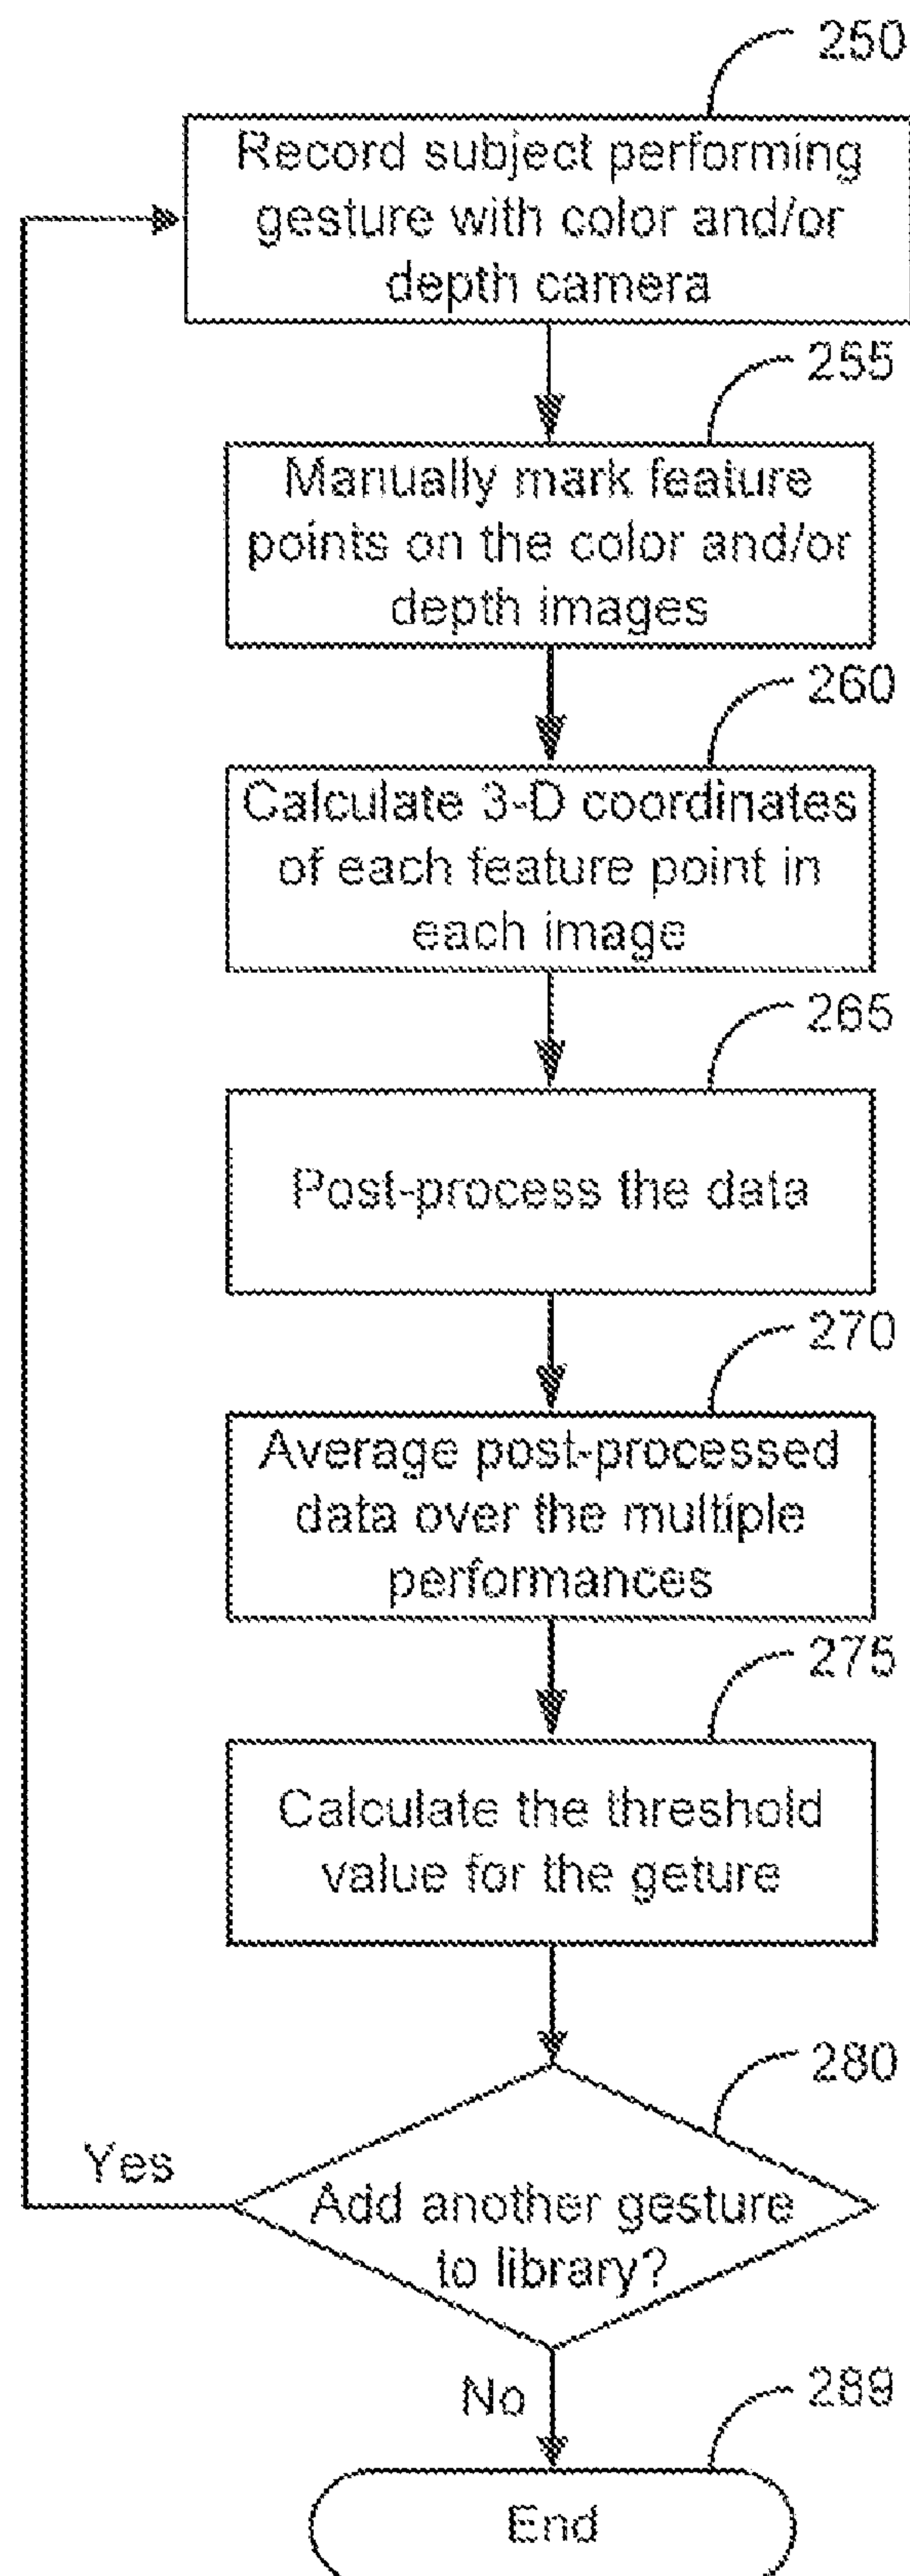 250
Record subject performing
gesture with color and/or
depth camera
255
Manually mark feature
points on the color and/or
depth images
260
Calculate 3-D coordinates
of each feature point in
each image
265
Post-process the data
270
Average post-processed
data over the multiple
performances
275
Calculate the threshold
value for the geture
280
Yes
Add another gesture
to library?
No
289
End